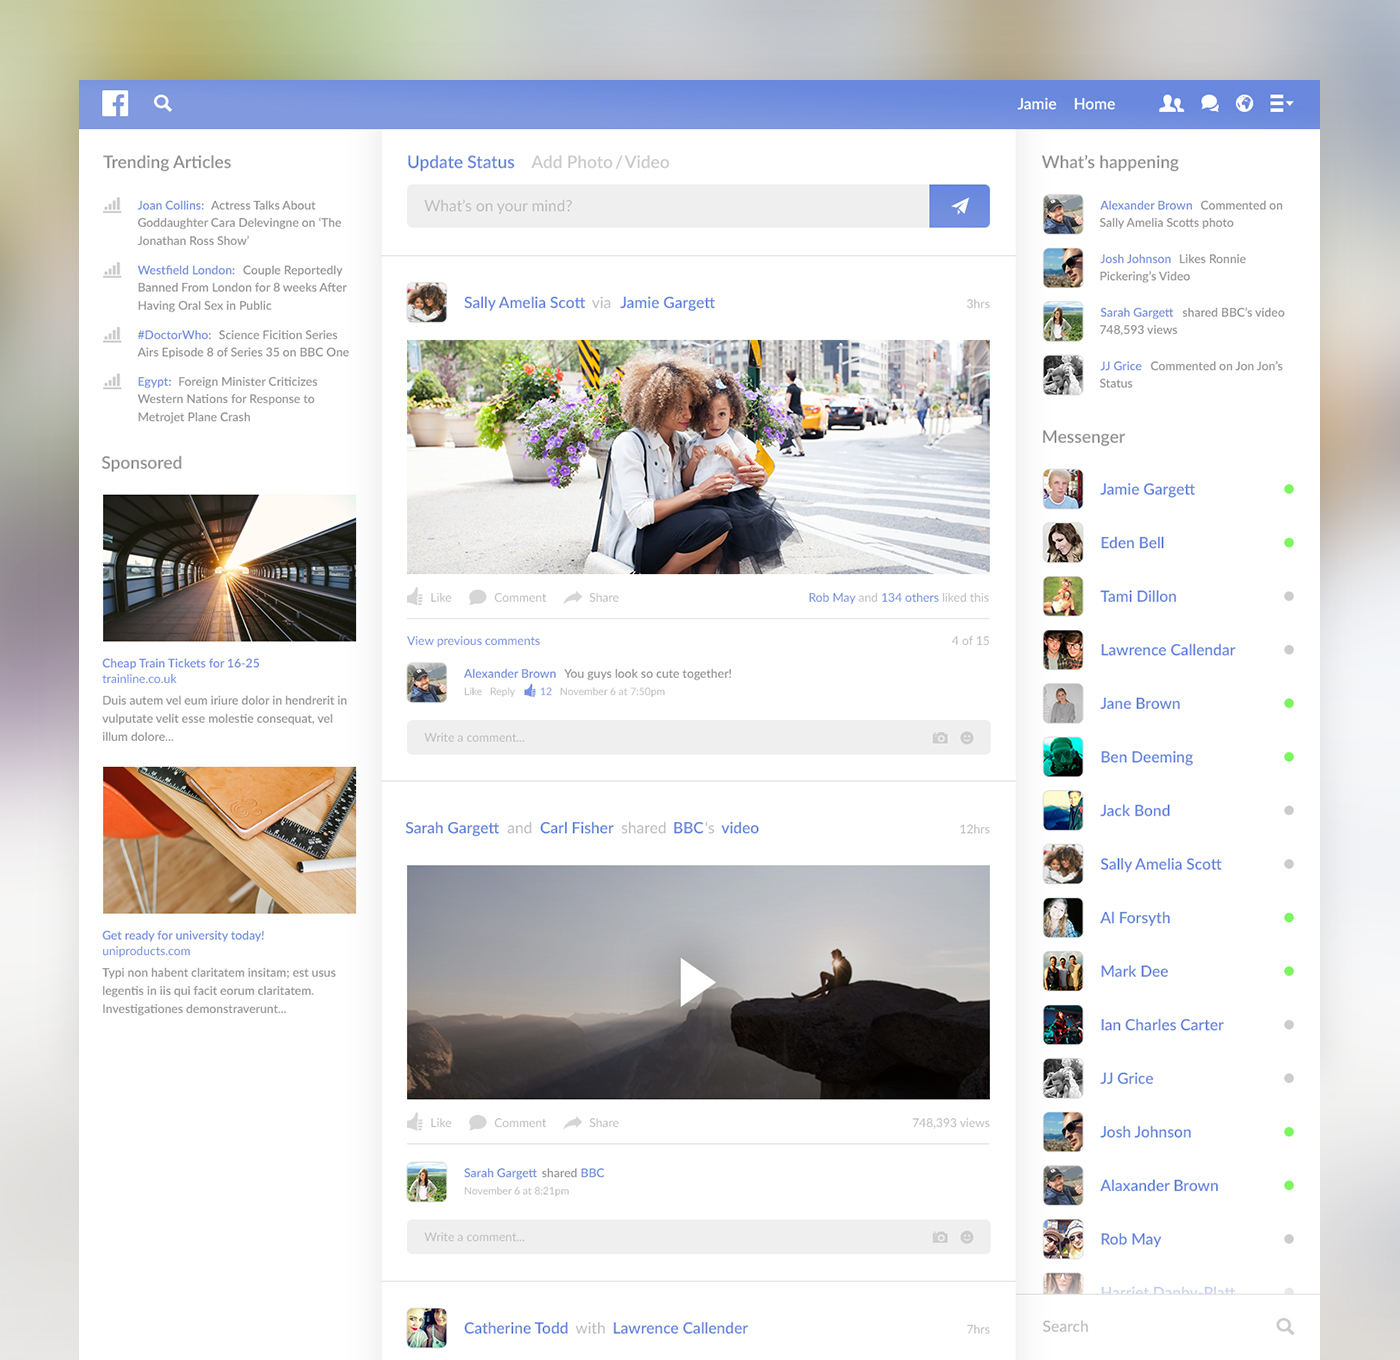 Jamie Home
Trending Articles
Joan Collins: Actress Talks About
Goddaughter Cara Delevingne on ‘The
Jonathan Ross Show’
Westfield London: Couple Reportedly
Banned From London for 8 weeks After
Having Oral Sex in Public
#DoctorWho: Science Ficition Series
Airs Episode 8 of Series 35 on BBC One
Egypt: Foreign Minister Criticizes
Western Nations for Response to
Metrojet Plane Crash
Sponsored
Cheap Train Tickets for 16-25
trainline.co.uk
Duis autem vel eum iriure dolor in hendrerit in
vulputate velit esse molestie consequat, vel
illum dolore...
Get ready for university today!
uniproducts.com
Typi non habent claritatem insitam; est usus
legentis in iis qui facit eorum claritatem.
Investigationes demonstraverunt...
Update Status Add Photo / Video
What's on your mind?
Sally Amelia Scott via Jamie Gargett 3hrs
Like Comment Share Rob May and 134 others liked this
View previous comments 4 of 15
Alexander Brown You guys look so cute together!
Like Reply 12 November 6 at 7:50pm
Write a comment...
Sarah Gargett and Carl Fisher shared BBC's video 12hrs
Like Comment Share 748,393 views
Sarah Gargett shared BBC
November 6 at 8:21pm
Write a comment...
Catherine Todd with Lawrence Callender 7hrs
What's happening
Alexander Brown Commented on
Sally Amelia Scotts photo
Josh Johnson Likes Ronnie
Pickering's Video
Sarah Gargett shared BBC's video
748,593 views
JJ Grice Commented on Jon Jon's
Status
Messenger
Jamie Gargett
Eden Bell
Tami Dillon
Lawrence Callendar
Jane Brown
Ben Deeming
Jack Bond
Sally Amelia Scott
Al Forsyth
Mark Dee
Ian Charles Carter
JJ Grice
Josh Johnson
Alaxander Brown
Rob May
Harriet Danby-Platt
Search